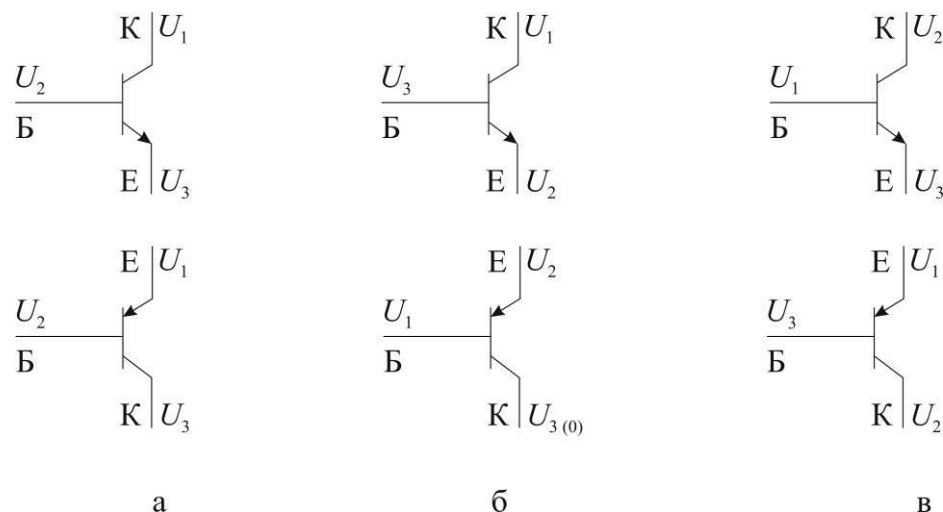 К U₁ К U₁ К U₂
U₂ U₃ U₁
Б Б Б
Е U₃ Е U₂ Е U₃
Е U₁ Е U₂ Е U₁
U₂ U₁ U₃
Б Б Б
К U₃ К U₃ ₍₀₎ К U₂
а б в